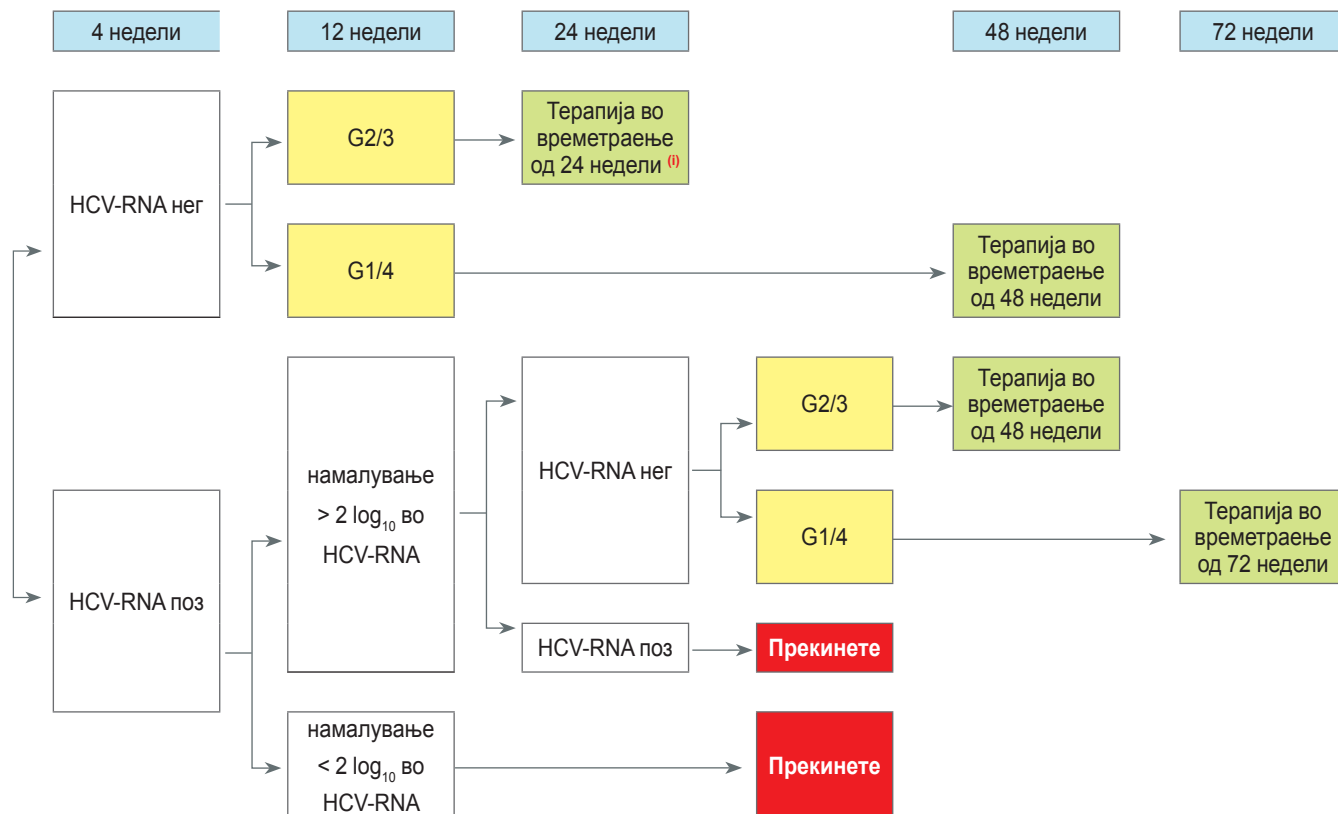 4 недели
12 недели
24 недели
48 недели
72 недели
HCV-RNA нег
G2/3
Терапија во
времетраење
од 24 недели (i)
G1/4
Терапија во
времетраење
од 48 недели
HCV-RNA поз
намалување
> 2 log₁₀ во
HCV-RNA
HCV-RNA нег
G2/3
Терапија во
времетраење
од 48 недели
G1/4
Терапија во
времетраење
од 72 недели
HCV-RNA поз
Прекинете
намалување
< 2 log₁₀ во
HCV-RNA
Прекинете